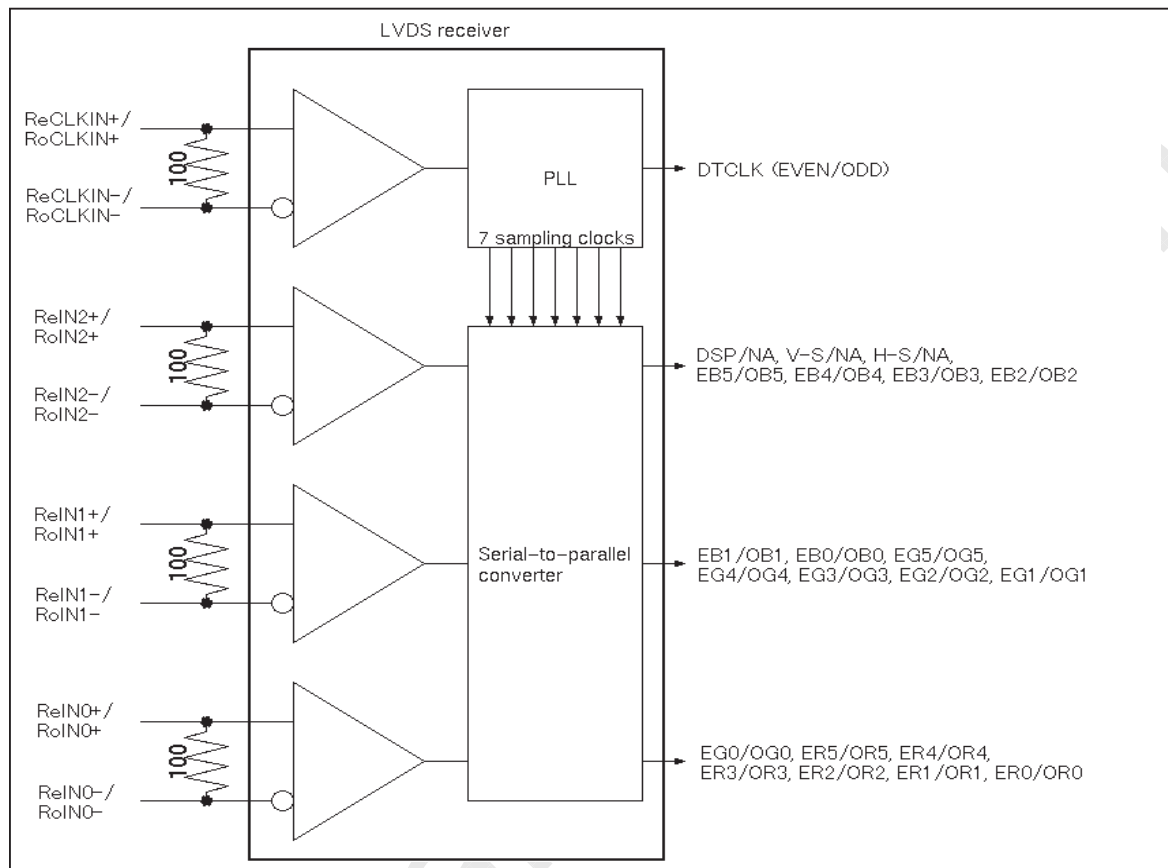 LVDS receiver
ReCLKIN+/
RoCLKIN+
100
ReCLKIN-/
RoCLKIN-
PLL
7 sampling clocks
DTCLK (EVEN/ODD)
ReIN2+/
RoIN2+
100
ReIN2-/
RoIN2-
DSP/NA, V-S/NA, H-S/NA,
EB5/OB5, EB4/OB4, EB3/OB3, EB2/OB2
ReIN1+/
RoIN1+
100
ReIN1-/
RoIN1-
Serial-to-parallel
converter
EB1/OB1, EB0/OB0, EG5/OG5,
EG4/OG4, EG3/OG3, EG2/OG2, EG1/OG1
ReIN0+/
RoIN0+
100
ReIN0-/
RoIN0-
EG0/OG0, ER5/OR5, ER4/OR4,
ER3/OR3, ER2/OR2, ER1/OR1, ER0/OR0